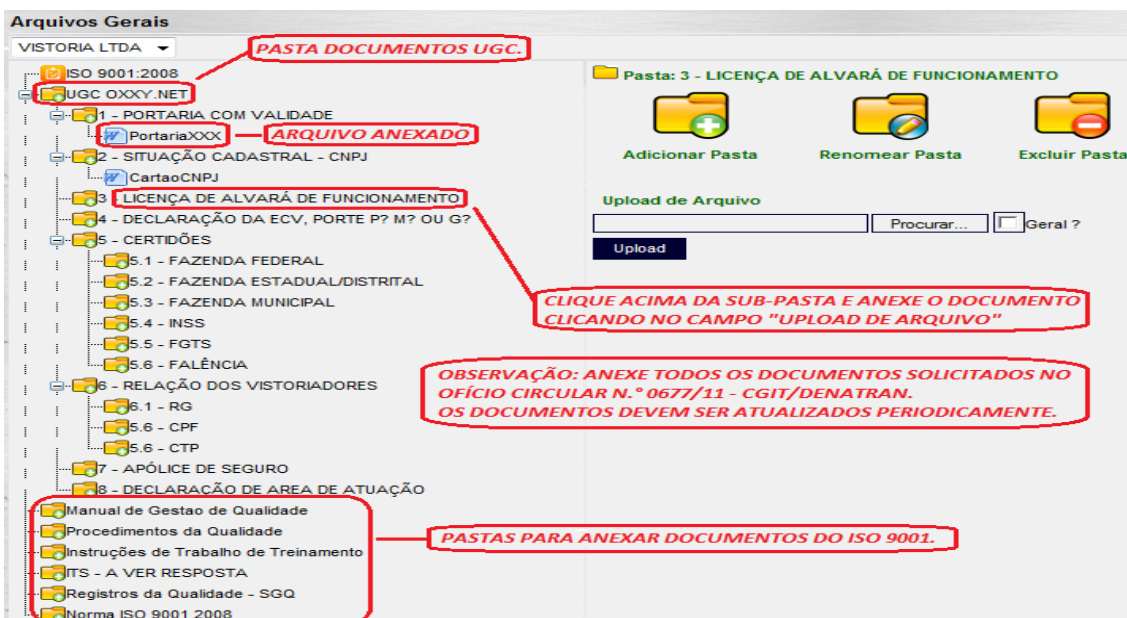 Arquivos Gerais
VISTORIA LTDA
PASTA DOCUMENTOS UGC.
ISO 9001:2008
UGC OXXY.NET
1 - PORTARIA COM VALIDADE
PortariaXXX
ARQUIVO ANEXADO
2 - SITUAÇÃO CADASTRAL - CNPJ
CartaoCNPJ
3 - LICENÇA DE ALVARÁ DE FUNCIONAMENTO
4 - DECLARAÇÃO DA ECV, PORTE P? M? OU G?
5 - CERTIDÕES
5.1 - FAZENDA FEDERAL
5.2 - FAZENDA ESTADUAL/DISTRITAL
5.3 - FAZENDA MUNICIPAL
5.4 - INSS
5.5 - FGTS
5.6 - FALÊNCIA
6 - RELAÇÃO DOS VISTORIADORES
6.1 - RG
5.6 - CPF
5.6 - CTP
7 - APÓLICE DE SEGURO
8 - DECLARAÇÃO DE AREA DE ATUAÇÃO
Manual de Gestao de Qualidade
Procedimentos da Qualidade
Instruções de Trabalho de Treinamento
ITS - A VER RESPOSTA
Registros da Qualidade - SGQ
Norma ISO 9001 2008
Pasta: 3 - LICENÇA DE ALVARÁ DE FUNCIONAMENTO
Adicionar Pasta Renomear Pasta Excluir Pasta
Upload de Arquivo
Procurar... Geral ?
Upload
CLIQUE ACIMA DA SUB-PASTA E ANEXE O DOCUMENTO
CLICANDO NO CAMPO "UPLOAD DE ARQUIVO"
OBSERVAÇÃO: ANEXE TODOS OS DOCUMENTOS SOLICITADOS NO
OFÍCIO CIRCULAR N.° 0677/11 - CGIT/DENATRAN.
OS DOCUMENTOS DEVEM SER ATUALIZADOS PERIODICAMENTE.
PASTAS PARA ANEXAR DOCUMENTOS DO ISO 9001.